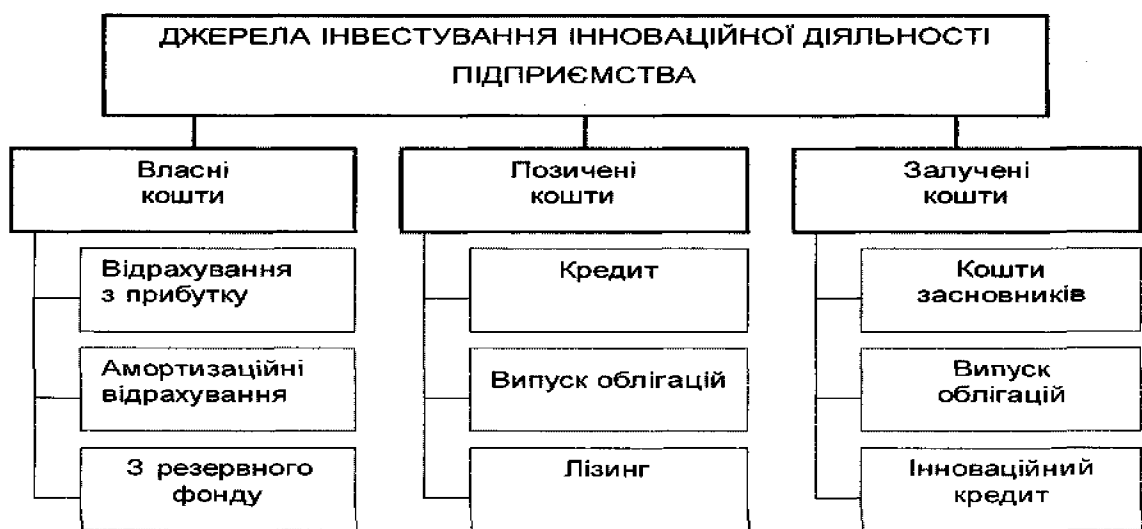 ДЖЕРЕЛА ІНВЕСТУВАННЯ ІННОВАЦІЙНОЇ ДІЯЛЬНОСТІ
ПІДПРИЄМСТВА
Власні
кошти
Відрахування
з прибутку
Амортизаційні
відрахування
З резервного
фонду
Позичені
кошти
Кредит
Випуск облігацій
Лізинг
Залучені
кошти
Кошти
засновників
Випуск
облігацій
Інноваційний
кредит